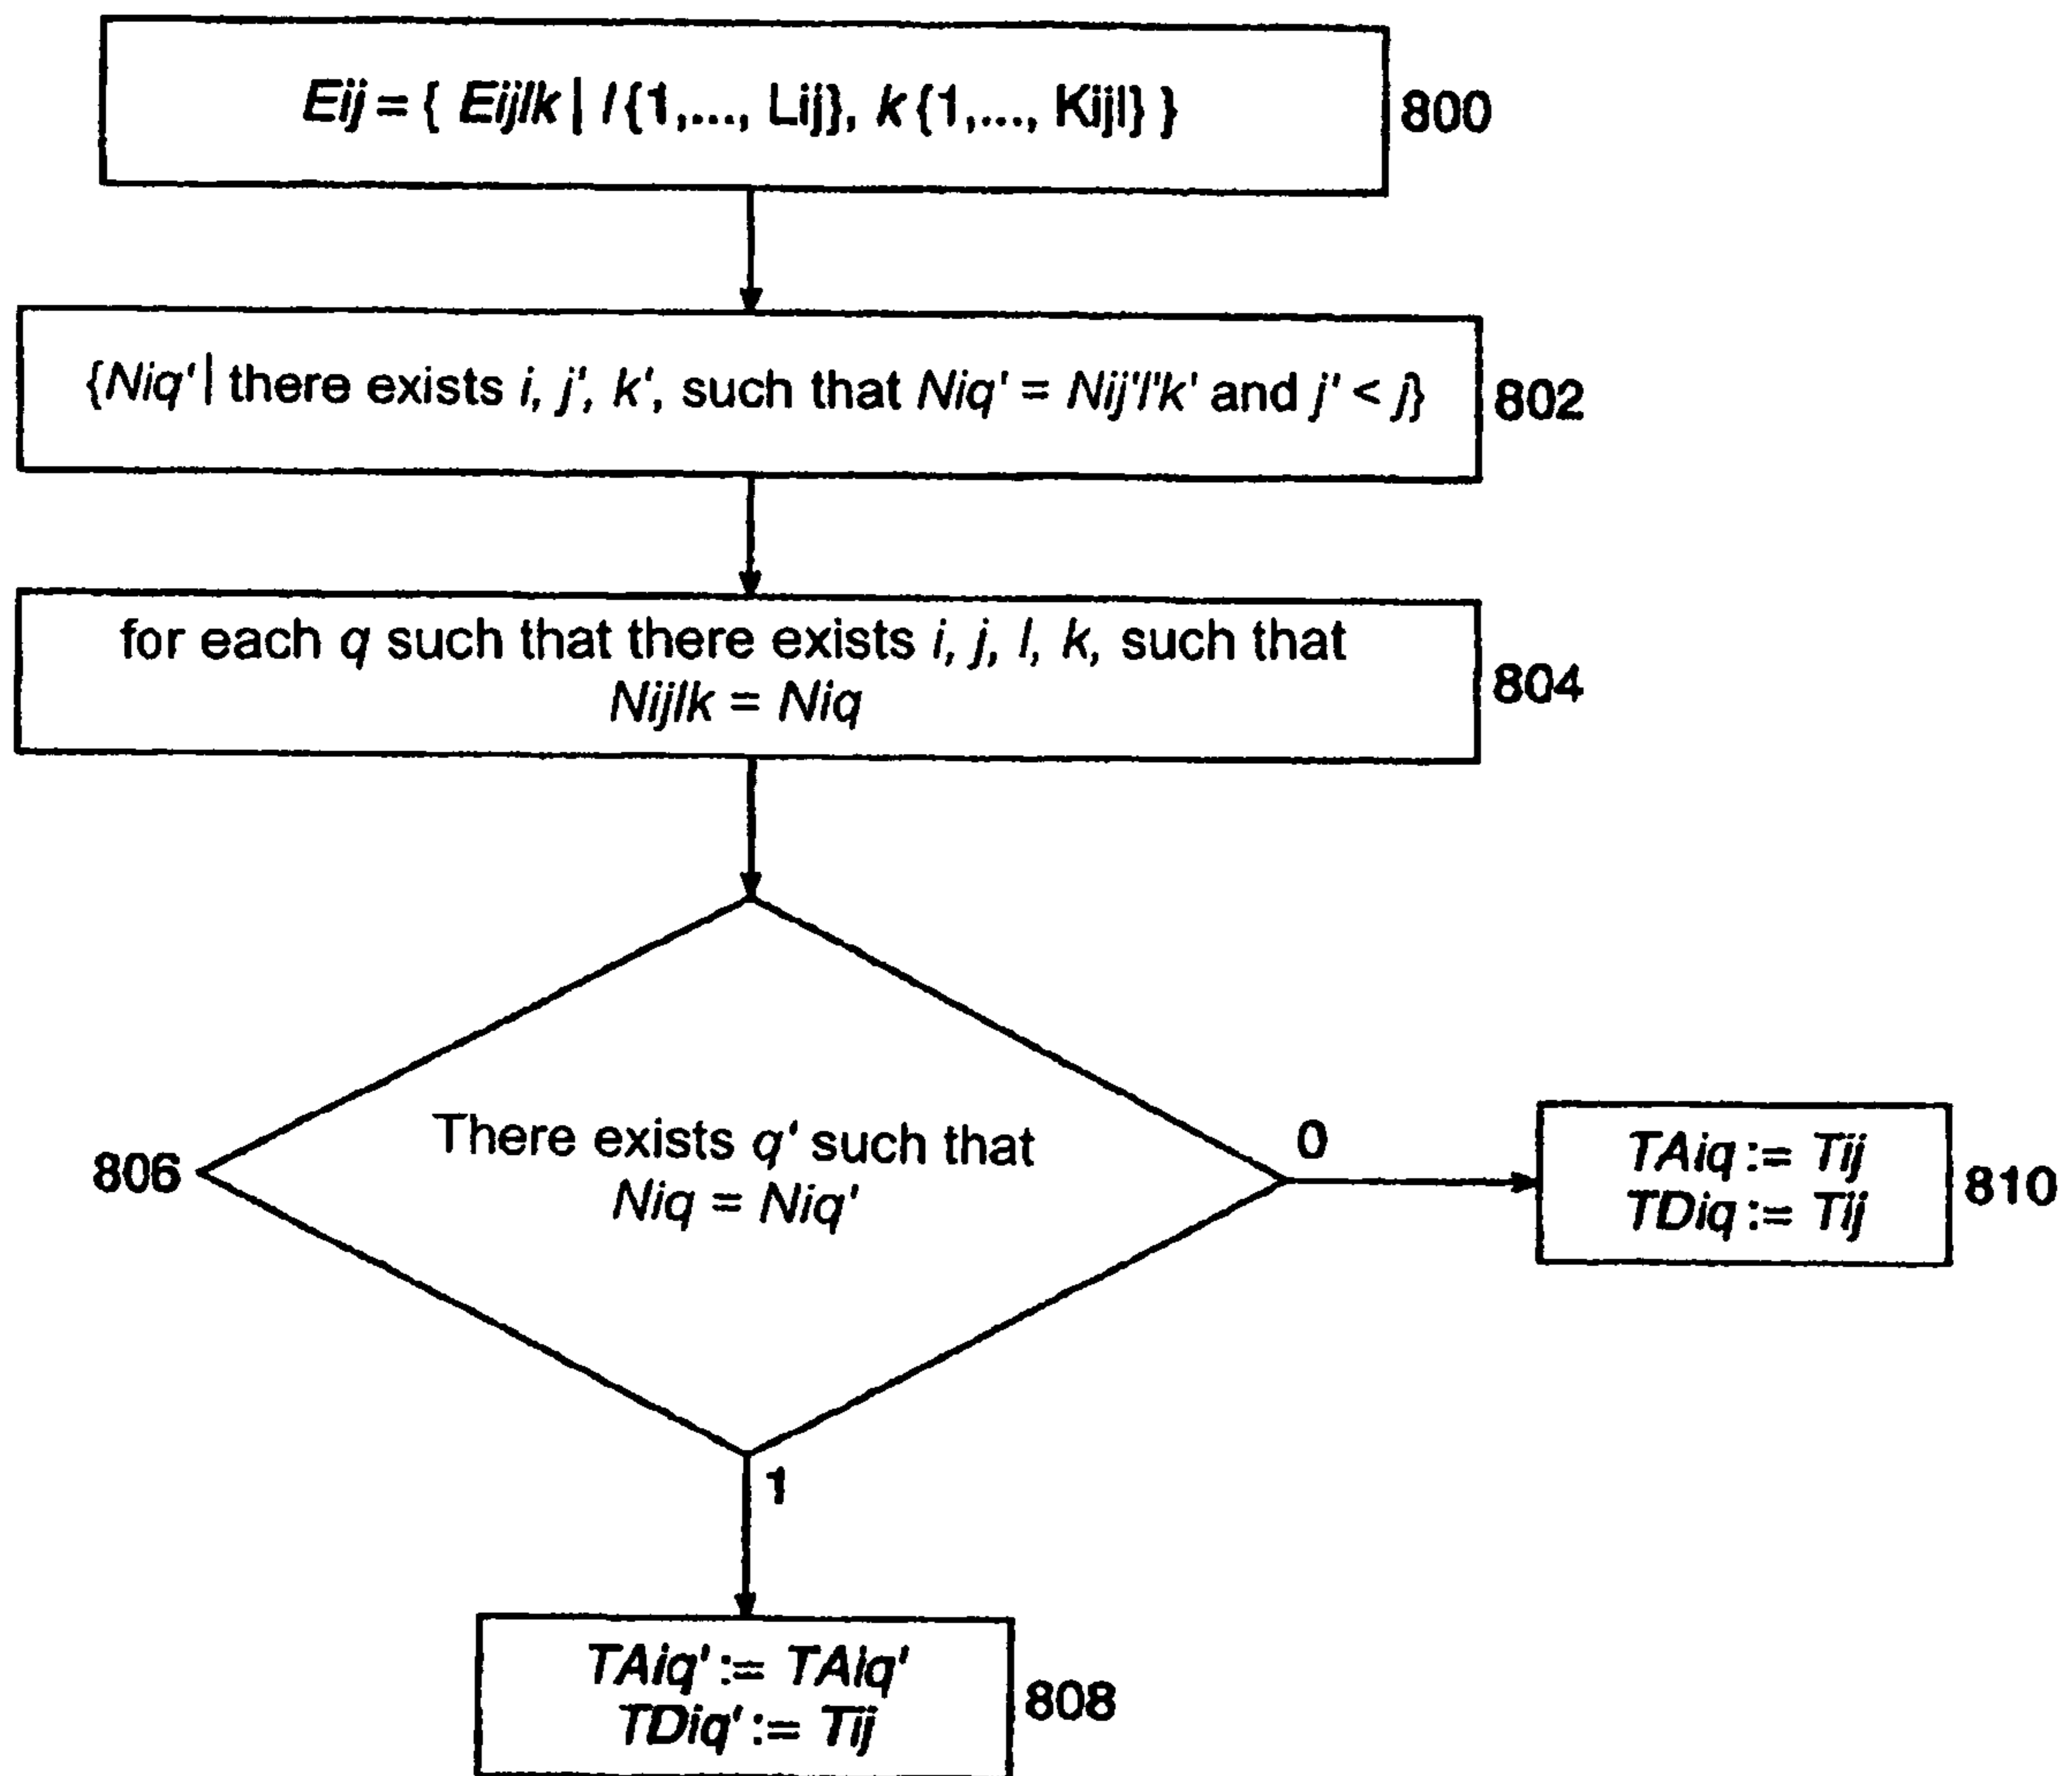 Eij = { Eijlk | l {1,..., Lij}, k {1,..., Kijl} }
800
{Niq' | there exists i, j', k', such that Niq' = Nij'l'k' and j' < j}
802
for each q such that there exists i, j, l, k, such that
Nijlk = Niq
804
There exists q' such that
Niq = Niq'
806
0
TAiq := Tij
TDiq := Tij
810
1
TAiq' := TAiq'
TDiq' := Tij
808